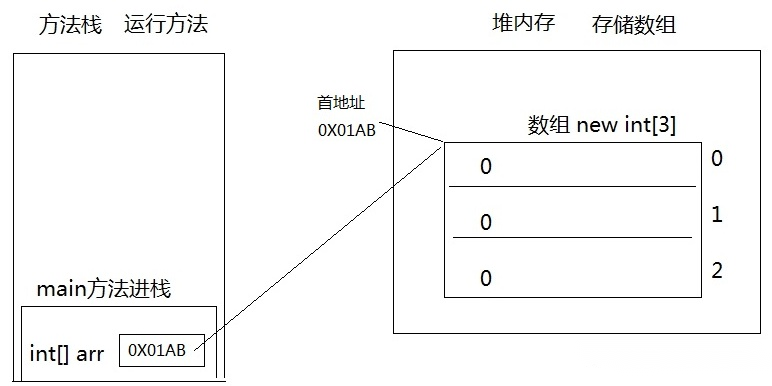 方法栈 运行方法
堆内存 存储数组
首地址
0X01AB
数组 new int[3]
0 0
0 1
0 2
main方法进栈
int[] arr 0X01AB